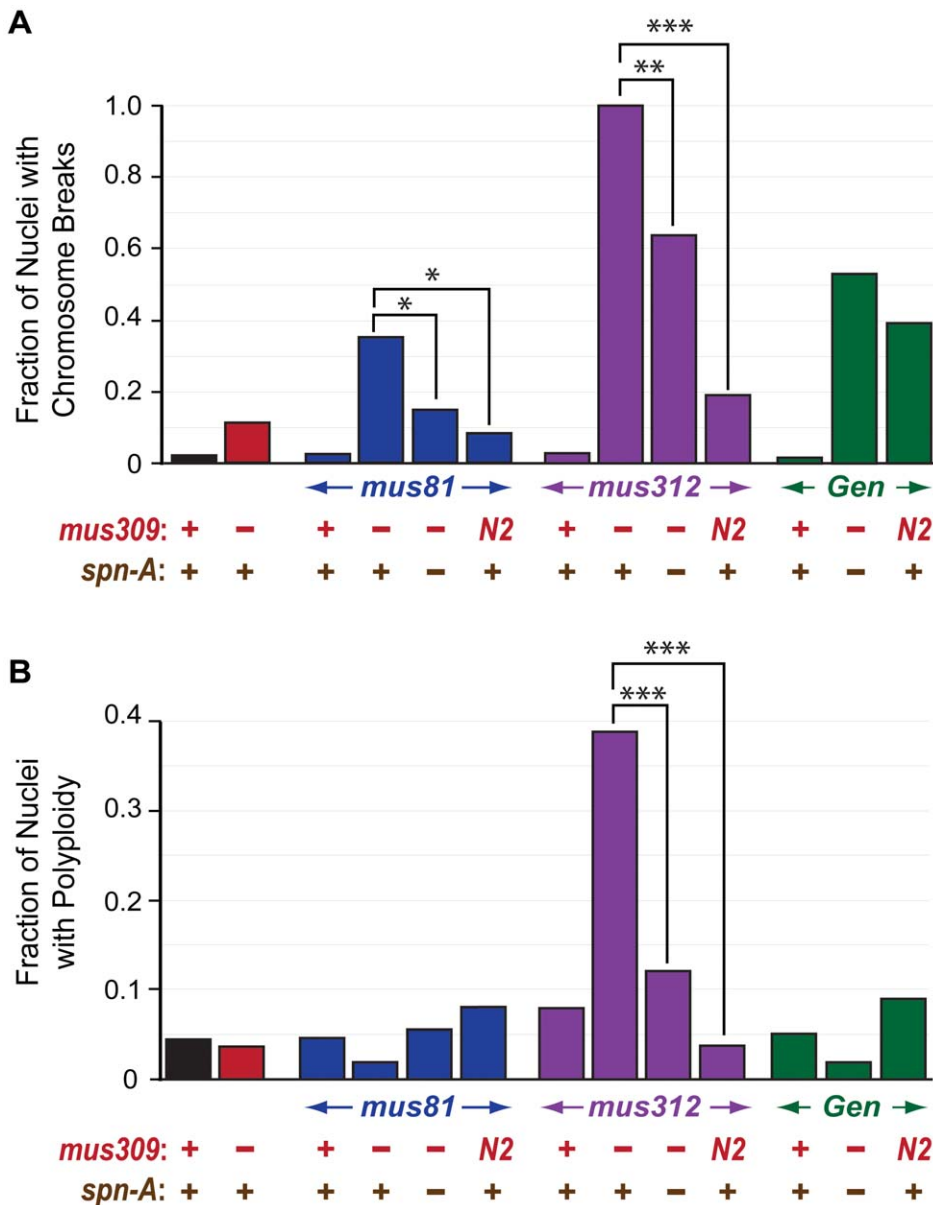 A
Fraction of Nuclei with
Chromosome Breaks
1.0
0.8
0.6
0.4
0.2
0
*
*
**
***
mus81
mus312
Gen
mus309: + − + − − N2 + − − N2 + − N2
spn-A: + + + + − + + + − + + − +
B
Fraction of Nuclei
with Polyploidy
0.4
0.3
0.2
0.1
0
***
***
mus81
mus312
Gen
mus309: + − + − − N2 + − − N2 + − N2
spn-A: + + + + − + + + − + + − +